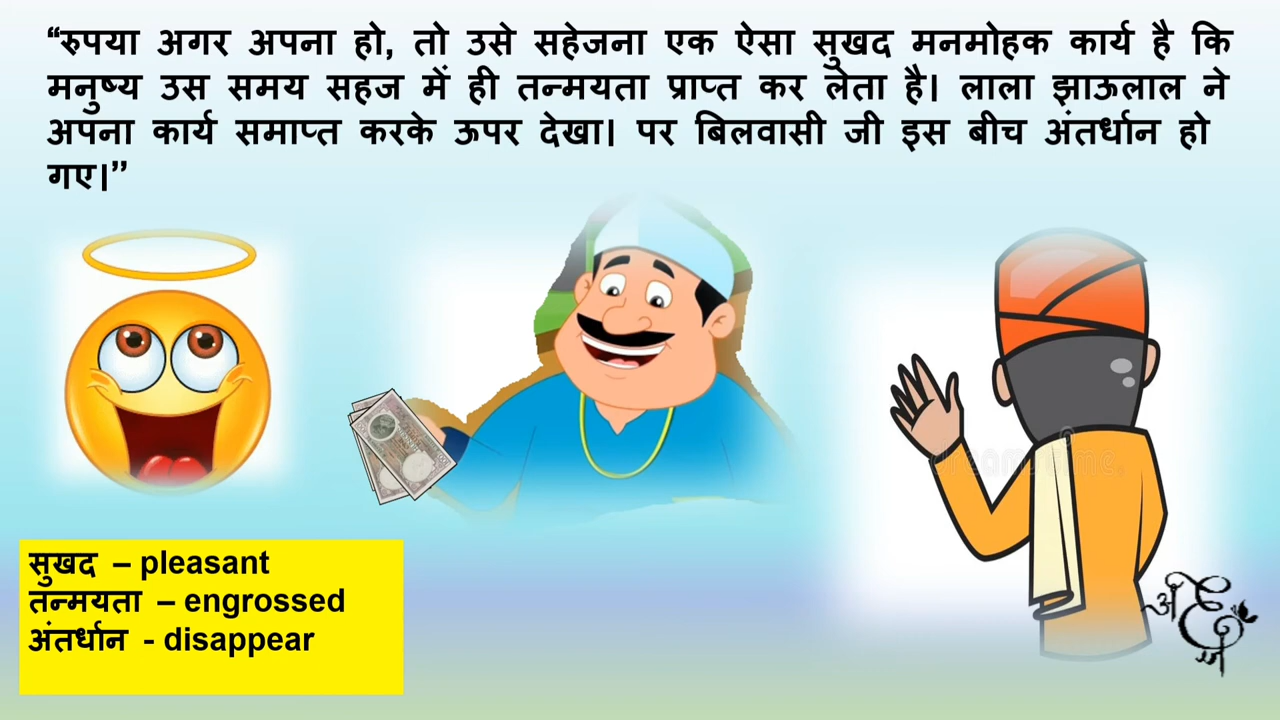 “रुपया अगर अपना हो, तो उसे सहेजना एक ऐसा सुखद मनमोहक कार्य है कि
मनुष्य उस समय सहज में ही तन्मयता प्राप्त कर लेता है। लाला झाऊलाल ने
अपना कार्य समाप्त करके ऊपर देखा। पर बिलवासी जी इस बीच अंतर्धान हो
गए।”
सुखद – pleasant
तन्मयता – engrossed
अंतर्धान - disappear